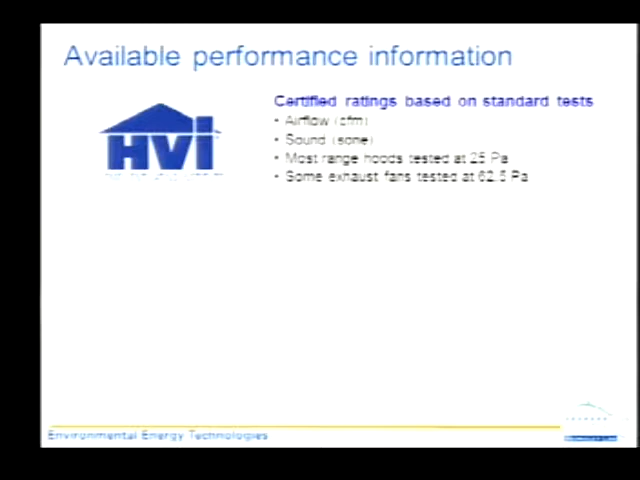 Available performance information
HVI
Certified ratings based on standard tests
• Airflow (cfm)
• Sound (sone)
• Most range hoods tested at 25 Pa
• Some exhaust fans tested at 62.5 Pa
Environmental Energy Technologies